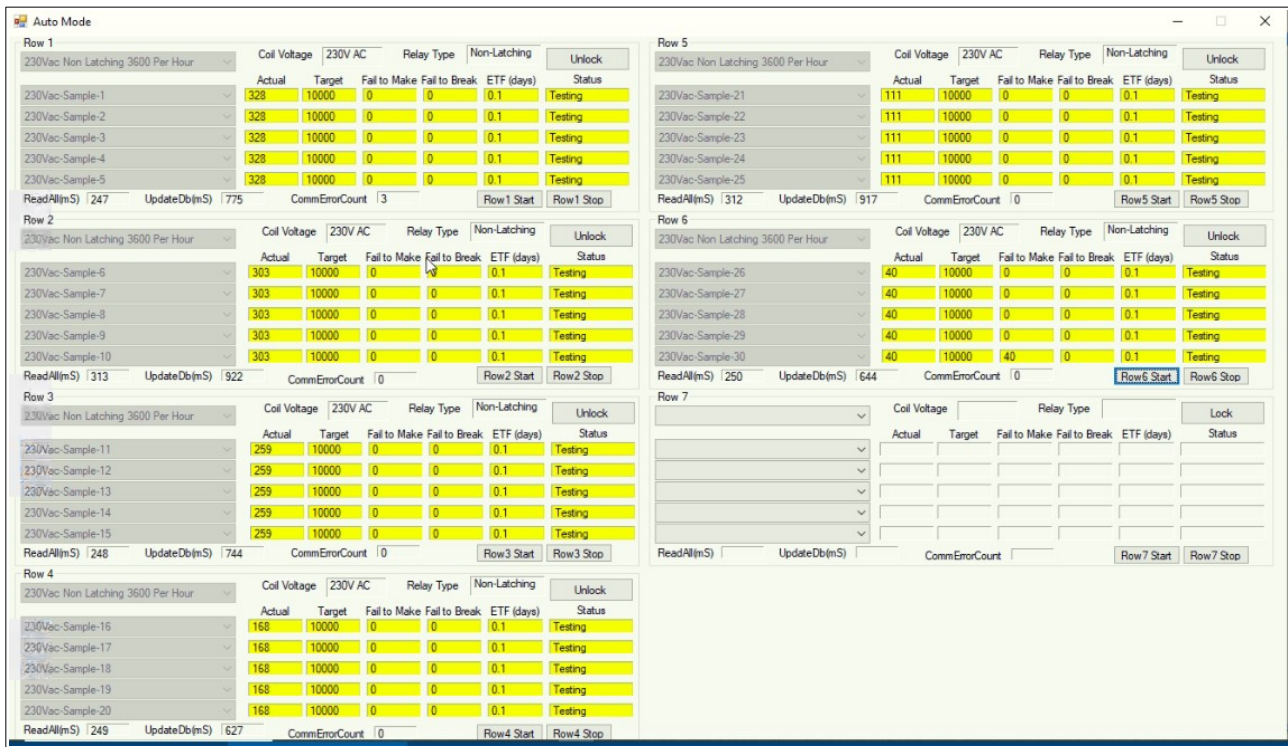 Auto Mode
Row 1
230Vac Non Latching 3600 Per Hour Coil Voltage 230V AC Relay Type Non-Latching Unlock
Actual Target Fail to Make Fail to Break ETF (days) Status
230Vac-Sample-1 328 10000 0 0 0.1 Testing
230Vac-Sample-2 328 10000 0 0 0.1 Testing
230Vac-Sample-3 328 10000 0 0 0.1 Testing
230Vac-Sample-4 328 10000 0 0 0.1 Testing
230Vac-Sample-5 328 10000 0 0 0.1 Testing
ReadAll(mS) 247 UpdateDb(mS) 775 CommErrorCount 3 Row1 Start Row1 Stop
Row 2
230Vac Non Latching 3600 Per Hour Coil Voltage 230V AC Relay Type Non-Latching Unlock
Actual Target Fail to Make Fail to Break ETF (days) Status
230Vac-Sample-6 303 10000 0 0 0.1 Testing
230Vac-Sample-7 303 10000 0 0 0.1 Testing
230Vac-Sample-8 303 10000 0 0 0.1 Testing
230Vac-Sample-9 303 10000 0 0 0.1 Testing
230Vac-Sample-10 303 10000 0 0 0.1 Testing
ReadAll(mS) 313 UpdateDb(mS) 922 CommErrorCount 0 Row2 Start Row2 Stop
Row 3
230Vac Non Latching 3600 Per Hour Coil Voltage 230V AC Relay Type Non-Latching Unlock
Actual Target Fail to Make Fail to Break ETF (days) Status
230Vac-Sample-11 259 10000 0 0 0.1 Testing
230Vac-Sample-12 259 10000 0 0 0.1 Testing
230Vac-Sample-13 259 10000 0 0 0.1 Testing
230Vac-Sample-14 259 10000 0 0 0.1 Testing
230Vac-Sample-15 259 10000 0 0 0.1 Testing
ReadAll(mS) 248 UpdateDb(mS) 744 CommErrorCount 0 Row3 Start Row3 Stop
Row 4
230Vac Non Latching 3600 Per Hour Coil Voltage 230V AC Relay Type Non-Latching Unlock
Actual Target Fail to Make Fail to Break ETF (days) Status
230Vac-Sample-16 168 10000 0 0 0.1 Testing
230Vac-Sample-17 168 10000 0 0 0.1 Testing
230Vac-Sample-18 168 10000 0 0 0.1 Testing
230Vac-Sample-19 168 10000 0 0 0.1 Testing
230Vac-Sample-20 168 10000 0 0 0.1 Testing
ReadAll(mS) 249 UpdateDb(mS) 627 CommErrorCount 0 Row4 Start Row4 Stop
Row 5
230Vac Non Latching 3600 Per Hour Coil Voltage 230V AC Relay Type Non-Latching Unlock
Actual Target Fail to Make Fail to Break ETF (days) Status
230Vac-Sample-21 111 10000 0 0 0.1 Testing
230Vac-Sample-22 111 10000 0 0 0.1 Testing
230Vac-Sample-23 111 10000 0 0 0.1 Testing
230Vac-Sample-24 111 10000 0 0 0.1 Testing
230Vac-Sample-25 111 10000 0 0 0.1 Testing
ReadAll(mS) 312 UpdateDb(mS) 917 CommErrorCount 0 Row5 Start Row5 Stop
Row 6
230Vac Non Latching 3600 Per Hour Coil Voltage 230V AC Relay Type Non-Latching Unlock
Actual Target Fail to Make Fail to Break ETF (days) Status
230Vac-Sample-26 40 10000 0 0 0.1 Testing
230Vac-Sample-27 40 10000 0 0 0.1 Testing
230Vac-Sample-28 40 10000 0 0 0.1 Testing
230Vac-Sample-29 40 10000 0 0 0.1 Testing
230Vac-Sample-30 40 10000 40 0 0.1 Testing
ReadAll(mS) 250 UpdateDb(mS) 644 CommErrorCount 0 Row6 Start Row6 Stop
Row 7
Coil Voltage Relay Type Lock
Actual Target Fail to Make Fail to Break ETF (days) Status
ReadAll(mS) UpdateDb(mS) CommErrorCount Row7 Start Row7 Stop